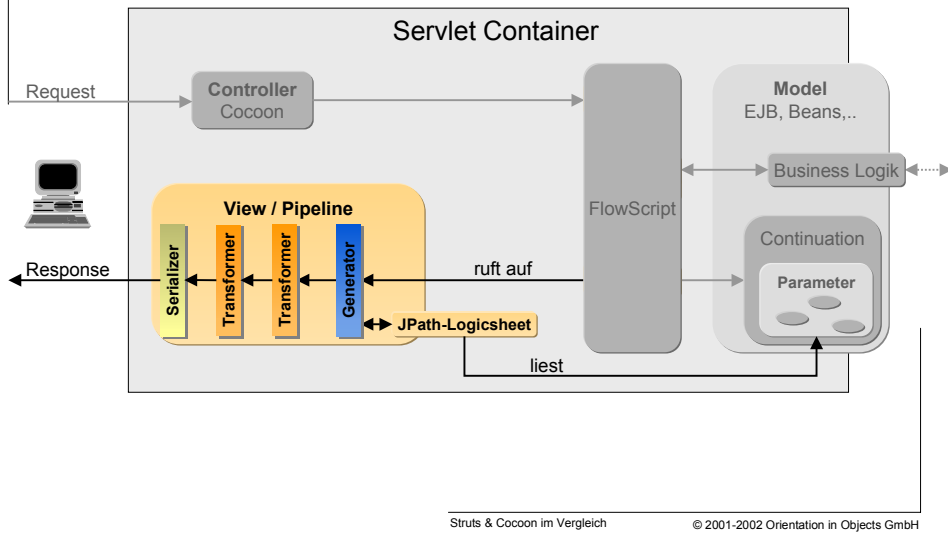 Servlet Container
Request
Controller
Cocoon
Model
EJB, Beans,..
Business Logik
FlowScript
View / Pipeline
Continuation
Parameter
Response
Serializer
Transformer
Transformer
Generator
ruft auf
JPath-Logicsheet
liest
Struts & Cocoon im Vergleich
© 2001-2002 Orientation in Objects GmbH